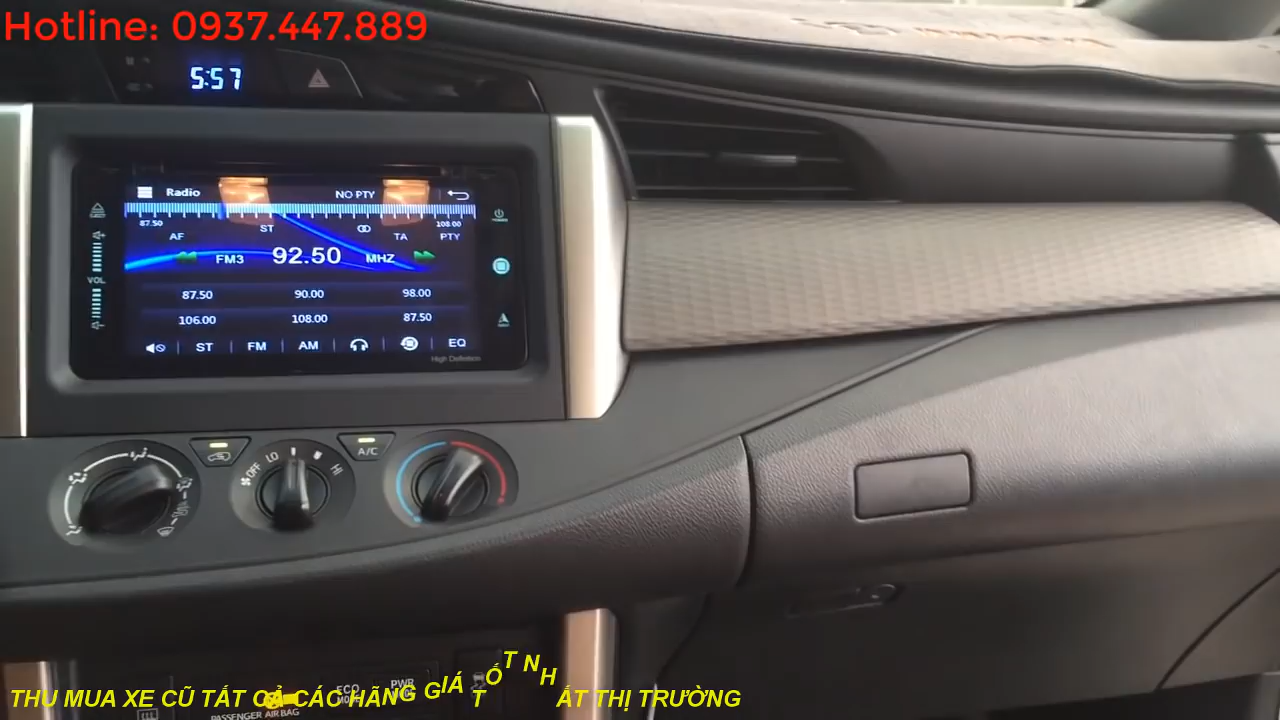 Hotline: 0937.447.889
5:57
Radio
NO PTY
87.50
108.00
ST
AF
TA
PTY
FM3
92.50
MHZ
VOL
87.50 90.00 98.00
106.00 108.00 87.50
ST FM AM EQ
High Definition
OFF LO HI
A/C
ECO
MODE
PWR
PASSENGER AIRBAG
THU MUA XE CŨ TẤT CẢ CÁC HÃNG GIÁ TỐT NHẤT THỊ TRƯỜNG